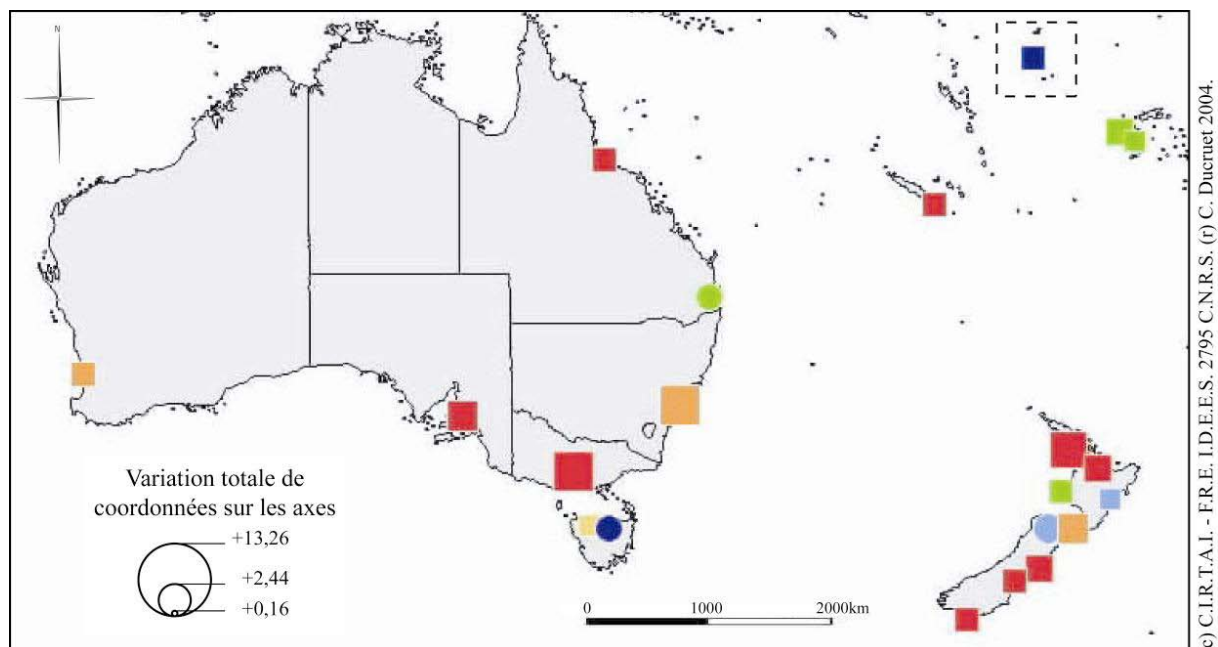 N
Variation totale de
coordonnées sur les axes
+13,26
+2,44
+0,16
0 1000 2000km
(c) C.I.R.T.A.I. - F.R.E. I.D.E.E.S. 2795 C.N.R.S. (r) C. Ducruet 2004.